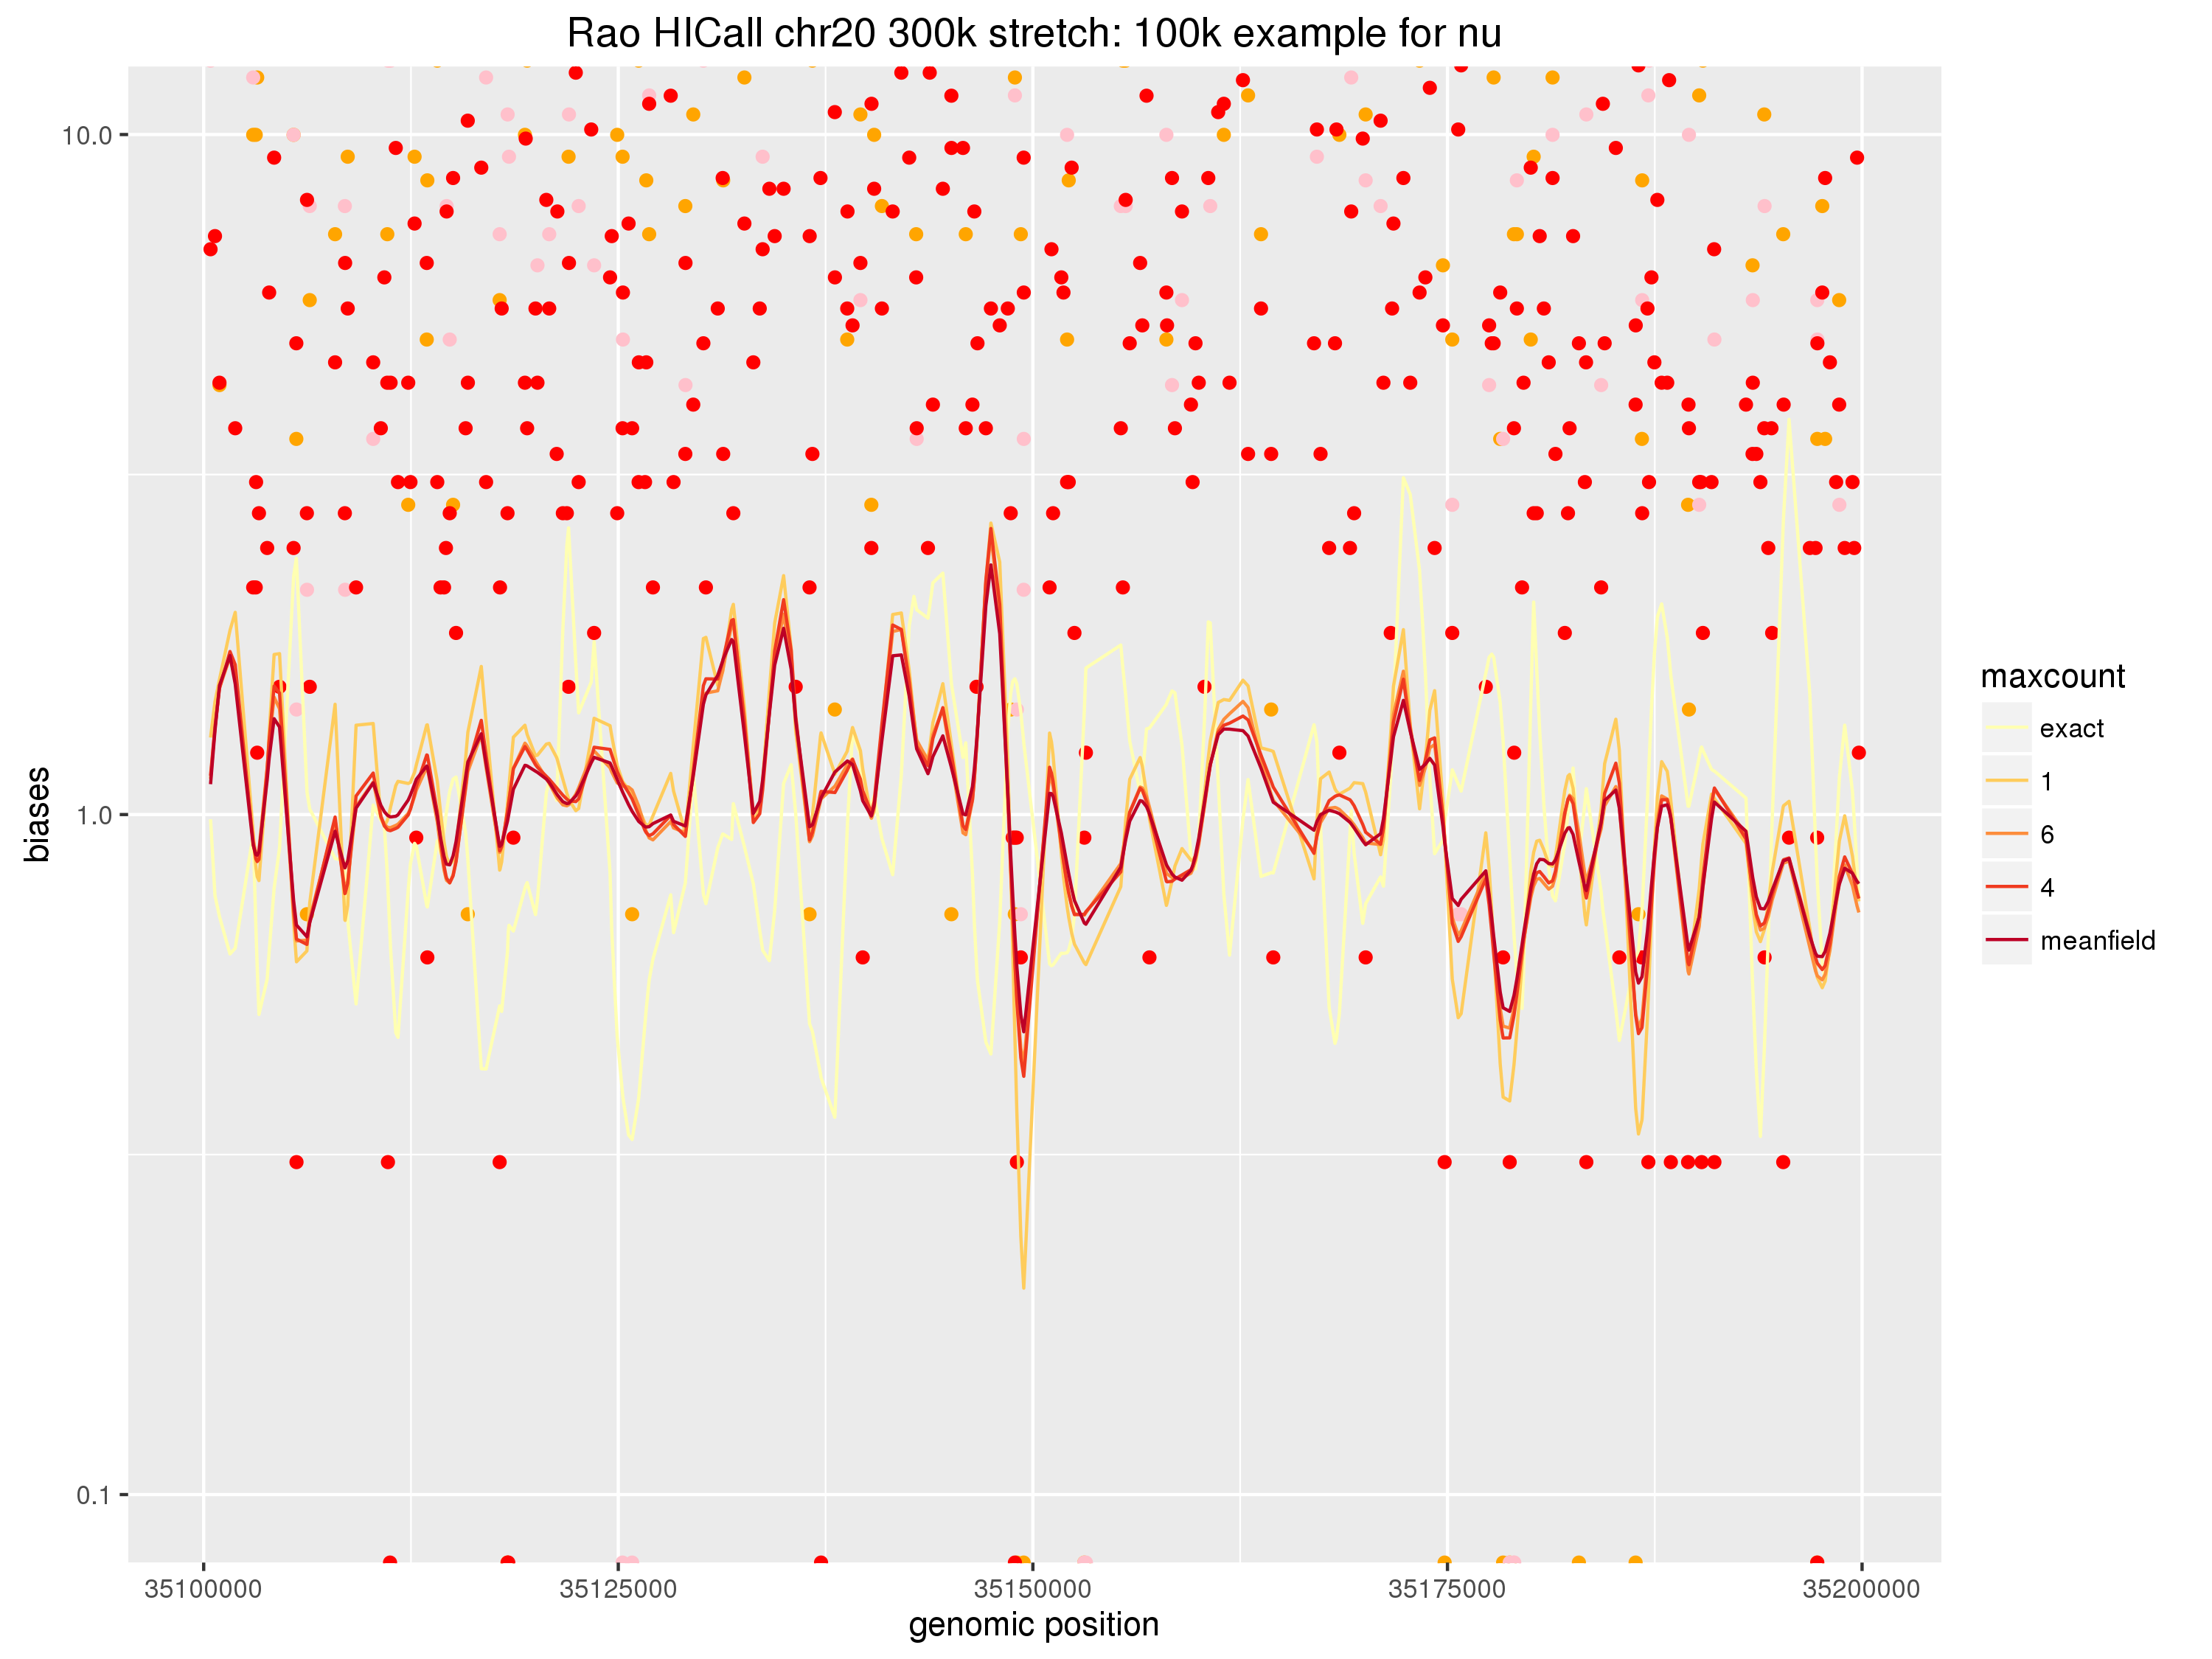 Rao HICall chr20 300k stretch: 100k example for nu
10.0
1.0
0.1
biases
35100000
35125000
35150000
35175000
35200000
genomic position
maxcount
exact
1
6
4
meanfield